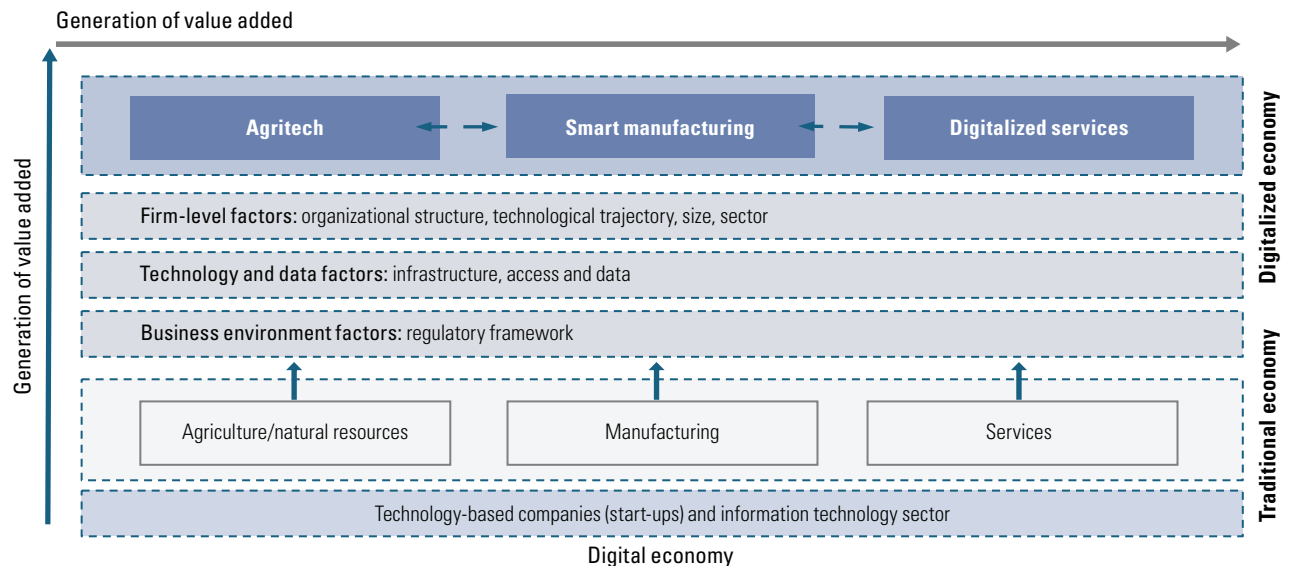 Generation of value added
Generation of value added
Agritech
Smart manufacturing
Digitalized services
Digitalized economy
Firm-level factors: organizational structure, technological trajectory, size, sector
Technology and data factors: infrastructure, access and data
Business environment factors: regulatory framework
Traditional economy
Agriculture/natural resources
Manufacturing
Services
Technology-based companies (start-ups) and information technology sector
Digital economy